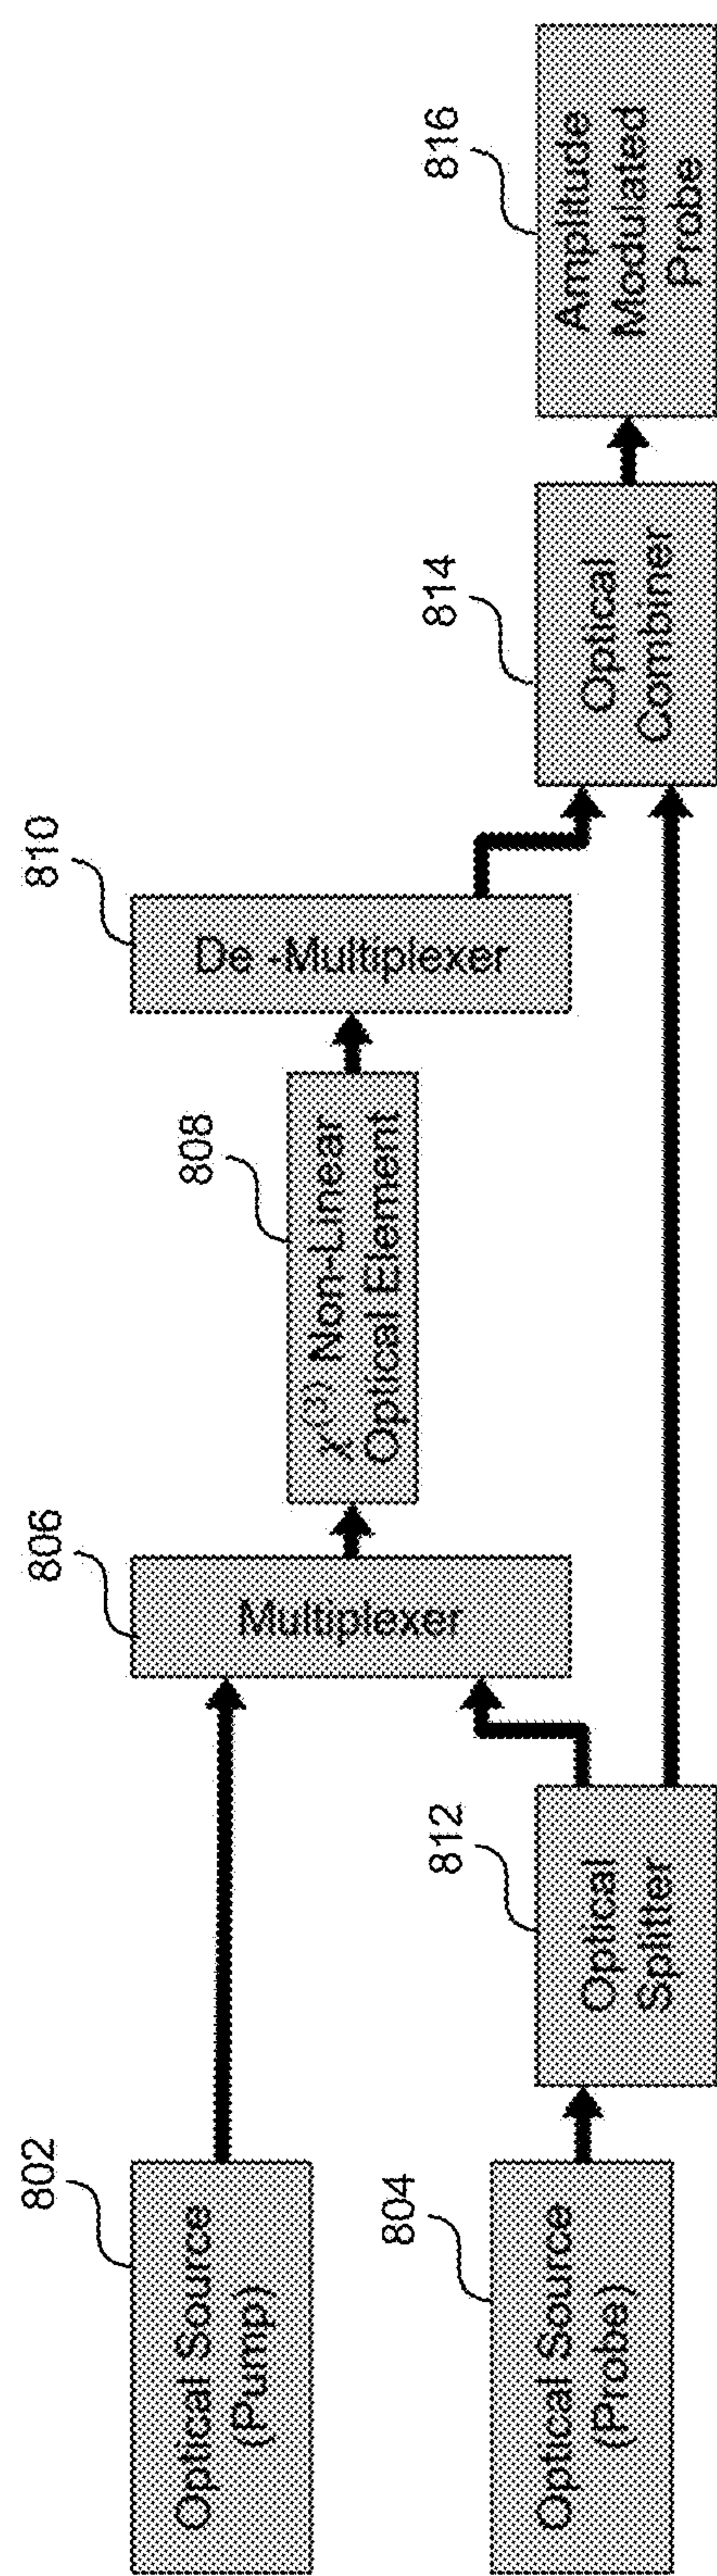 802
Optical Source
(Pump)
804
Optical Source
(Probe)
812
Optical
Splitter
806
Multiplexer
808
χ(3) Non-Linear
Optical Element
810
De -Multiplexer
814
Optical
Combiner
816
Amplitude
Modulated
Probe